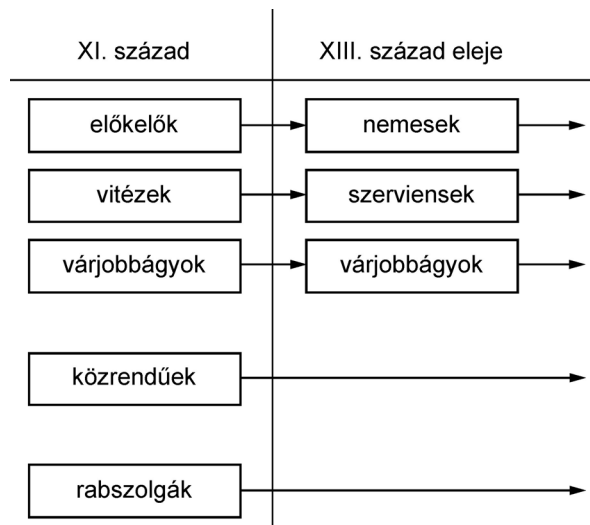 XI. század XIII. század eleje
előkelők nemesek
vitézek szerviensek
várjobbágyok várjobbágyok
közrendűek
rabszolgák